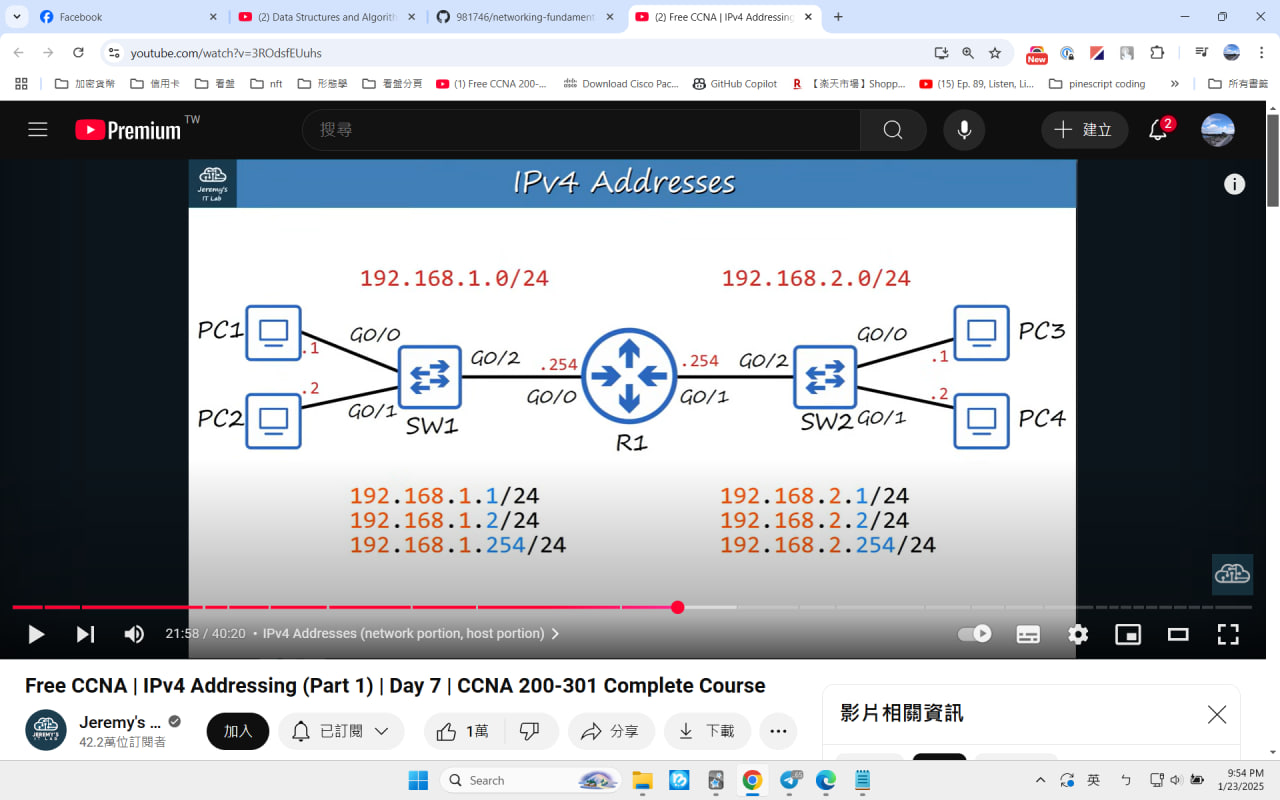 Facebook
(2) Data Structures and Algorith
981746/networking-fundament
(2) Free CCNA | IPv4 Addressing
youtube.com/watch?v=3ROdsfEUuhs
New
加密貨幣
信用卡
看盤
nft
形態學
看盤分頁
(1) Free CCNA 200-...
Download Cisco Pac...
GitHub Copilot
【楽天市場】Shopp...
(15) Ep. 89, Listen, Li...
pinescript coding
»
所有書籤
Premium TW
搜尋
建立
2
Jeremy's
IT Lab
IPv4 Addresses
192.168.1.0/24
192.168.2.0/24
PC1
G0/0
G0/0
PC3
.1
G0/2
.254
.254
G0/2
.1
.2
G0/0
G0/1
.2
PC2
G0/1
SW1
R1
SW2
G0/1
PC4
192.168.1.1/24
192.168.1.2/24
192.168.1.254/24
192.168.2.1/24
192.168.2.2/24
192.168.2.254/24
21:58 / 40:20 • IPv4 Addresses (network portion, host portion)
Free CCNA | IPv4 Addressing (Part 1) | Day 7 | CCNA 200-301 Complete Course
JEREMY'S
IT LAB
Jeremy's ...
42.2萬位訂閱者
加入
已訂閱
1萬
分享
下載
影片相關資訊
Search
英
ㄅ
9:54 PM
1/23/2025